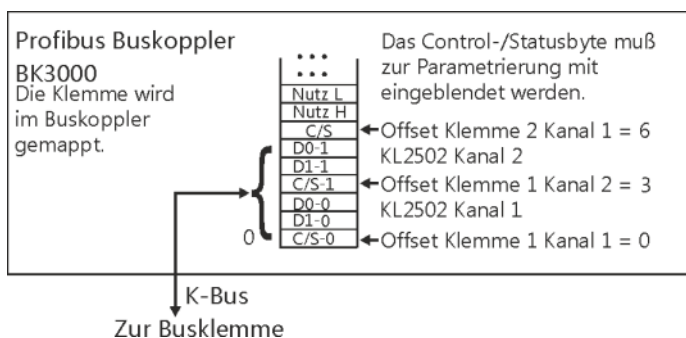 Profibus Buskoppler
BK3000
Die Klemme wird
im Buskoppler
gemappt.
Das Control-/Statusbyte muß
zur Parametrierung mit
eingeblendet werden.
Nutz L
Nutz H
C/S
Offset Klemme 2 Kanal 1 = 6
D0-1
KL2502 Kanal 2
D1-1
C/S-1
Offset Klemme 1 Kanal 2 = 3
D0-0
KL2502 Kanal 1
D1-0
0
C/S-0
Offset Klemme 1 Kanal 1 = 0
K-Bus
Zur Busklemme